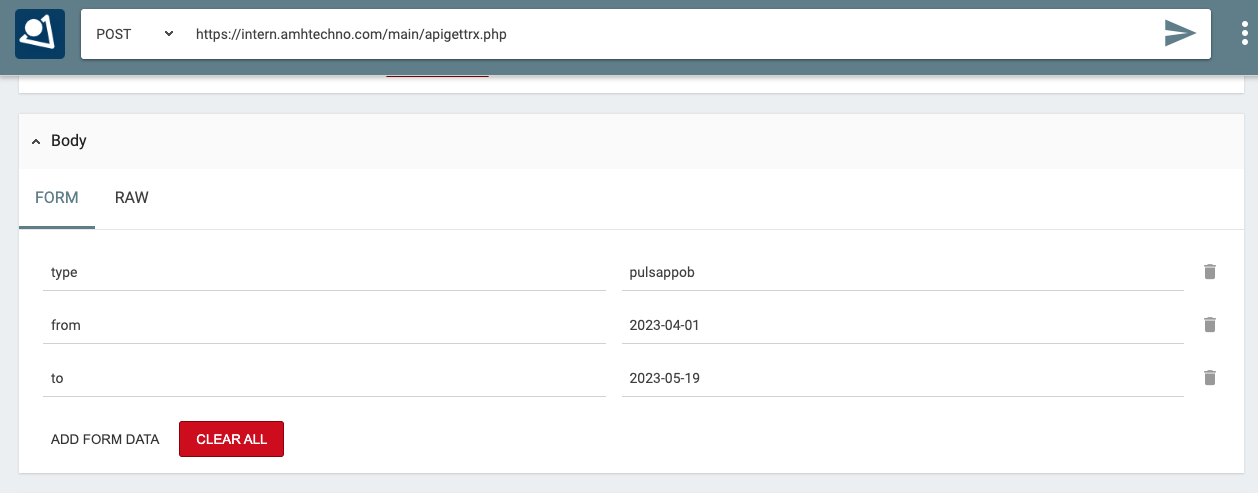 POST https://intern.amhtechno.com/main/apigettrx.php
Body
FORM RAW
type pulsappob
from 2023-04-01
to 2023-05-19
ADD FORM DATA CLEAR ALL